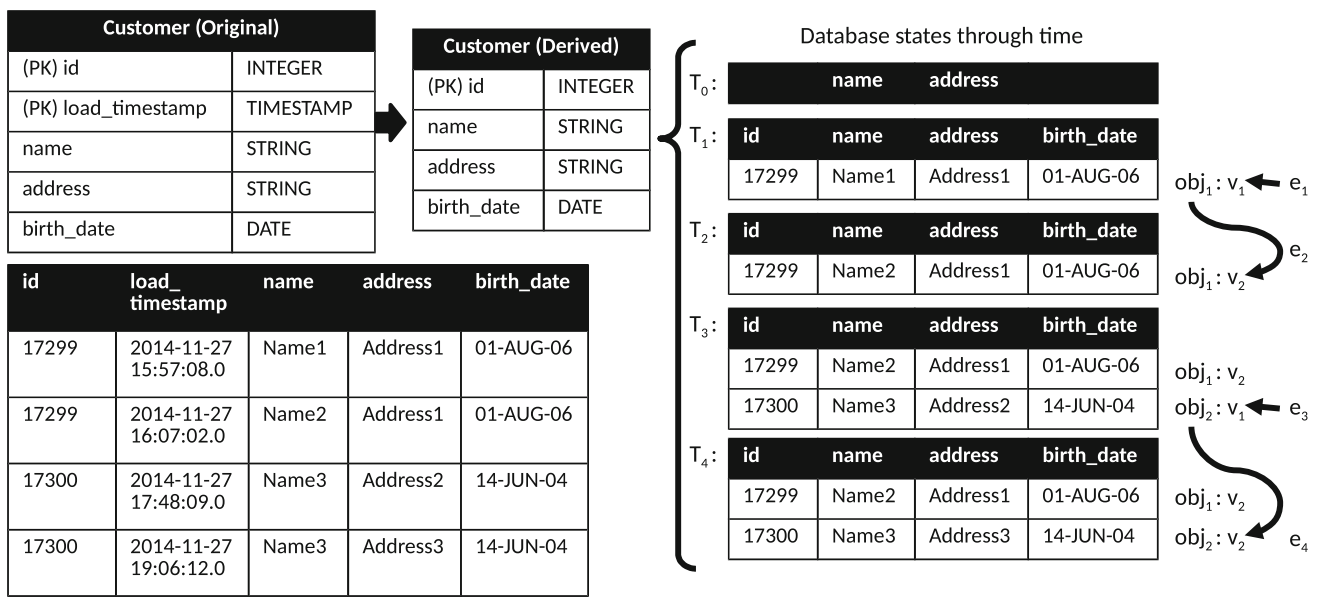 Customer (Original)
(PK) id INTEGER
(PK) load_timestamp TIMESTAMP
name STRING
address STRING
birth_date DATE
Customer (Derived)
(PK) id INTEGER
name STRING
address STRING
birth_date DATE
id load_ name address birth_date
timestamp
17299 2014-11-27 Name1 Address1 01-AUG-06
15:57:08.0
17299 2014-11-27 Name2 Address1 01-AUG-06
16:07:02.0
17300 2014-11-27 Name3 Address2 14-JUN-04
17:48:09.0
17300 2014-11-27 Name3 Address3 14-JUN-04
19:06:12.0
Database states through time
T0: name address
T1: id name address birth_date
17299 Name1 Address1 01-AUG-06 obj1: v1 e1
T2: id name address birth_date
e2
17299 Name2 Address1 01-AUG-06 obj1: v2
T3: id name address birth_date
17299 Name2 Address1 01-AUG-06 obj1: v2
17300 Name3 Address2 14-JUN-04 obj2: v1 e3
T4: id name address birth_date
17299 Name2 Address1 01-AUG-06 obj1: v2
17300 Name3 Address3 14-JUN-04 obj2: v2 e4